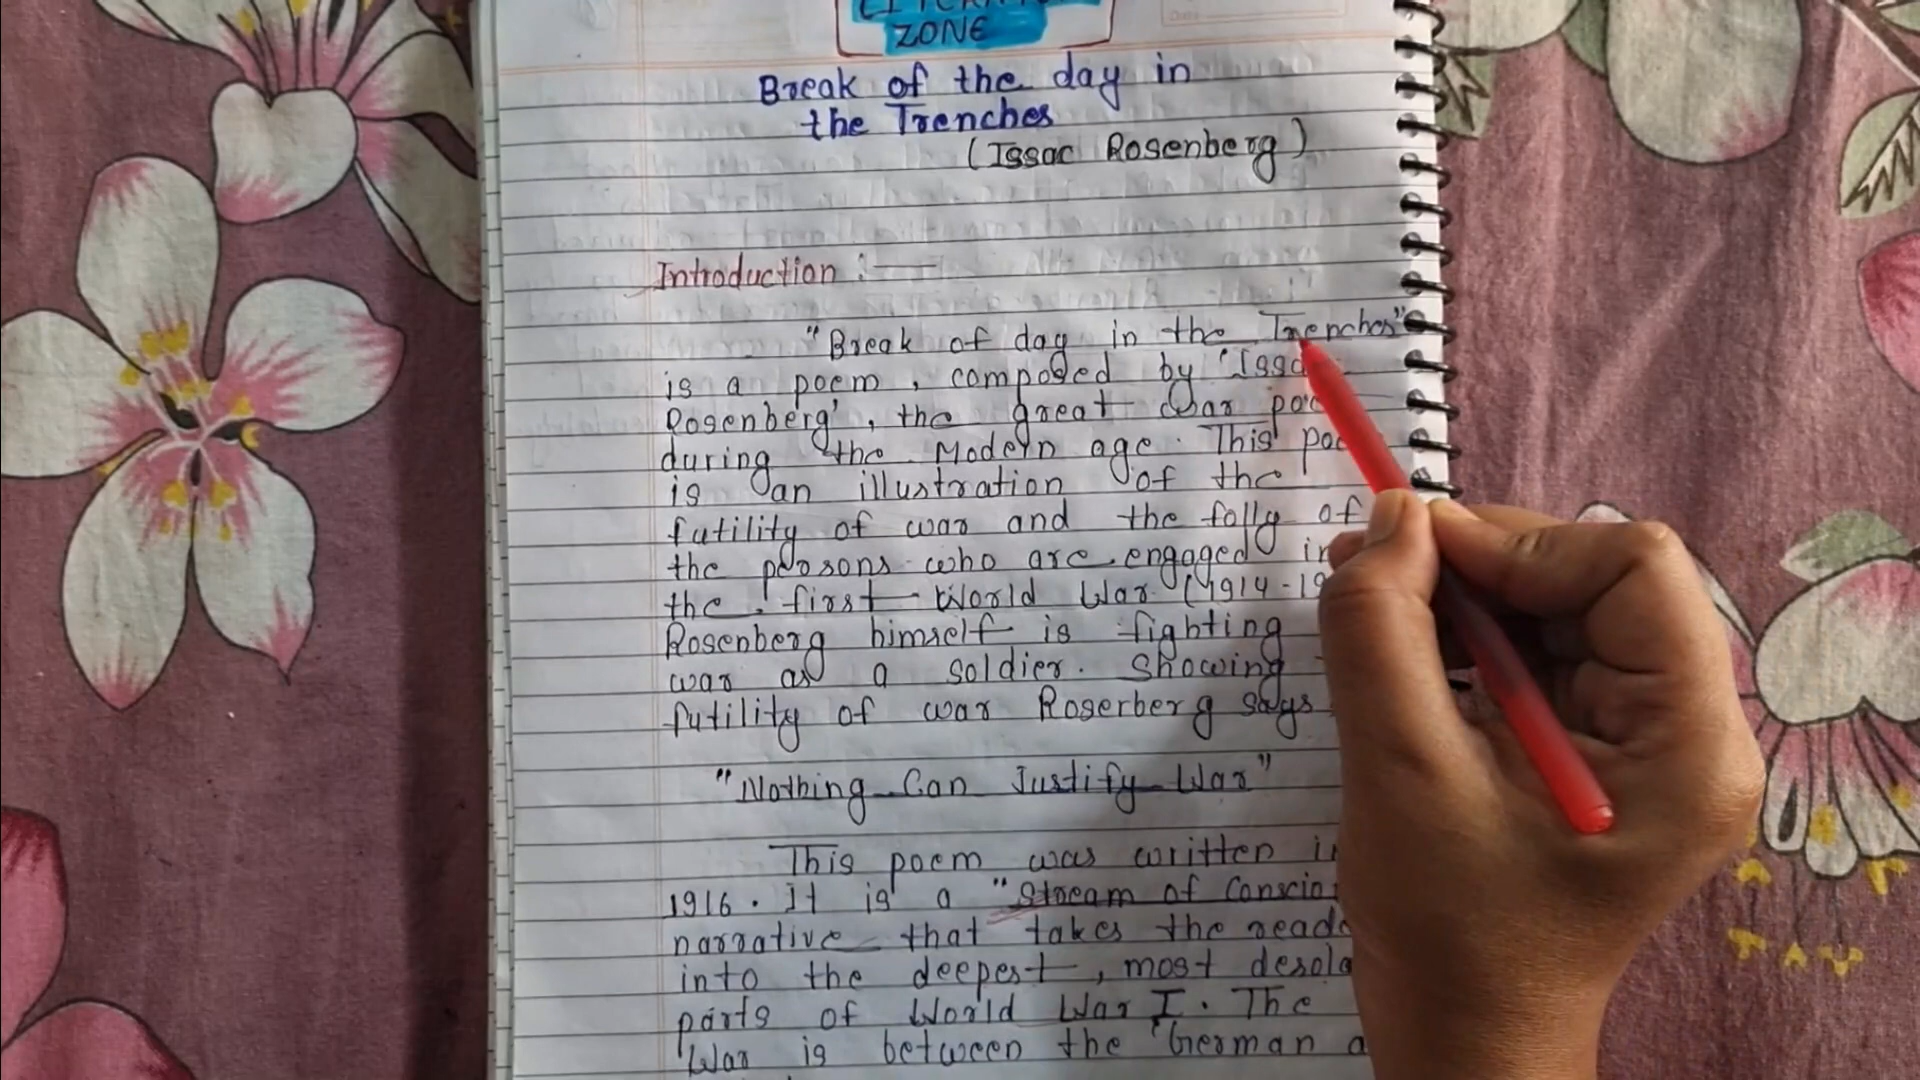 ZONE
Break of the day in
the Trenches
(Issac Rosenberg)
Introduction :—
"Break of day in the Trenches"
is a poem, composed by 'Issa
Rosenberg', the great war po
during the Modern age. This po
is an illustration of the
futility of war and the folly of
the persons who are engaged in
the first World War (1914-19
Rosenberg himself is fighting
war as a soldier. Showing
futility of war Roserberg says
"Nothing Can Justify War"
This poem was written in
1916. It is a "Stream of Conscio
narrative that takes the reade
into the deepest, most desola
parts of World War I. The
War is between the German a